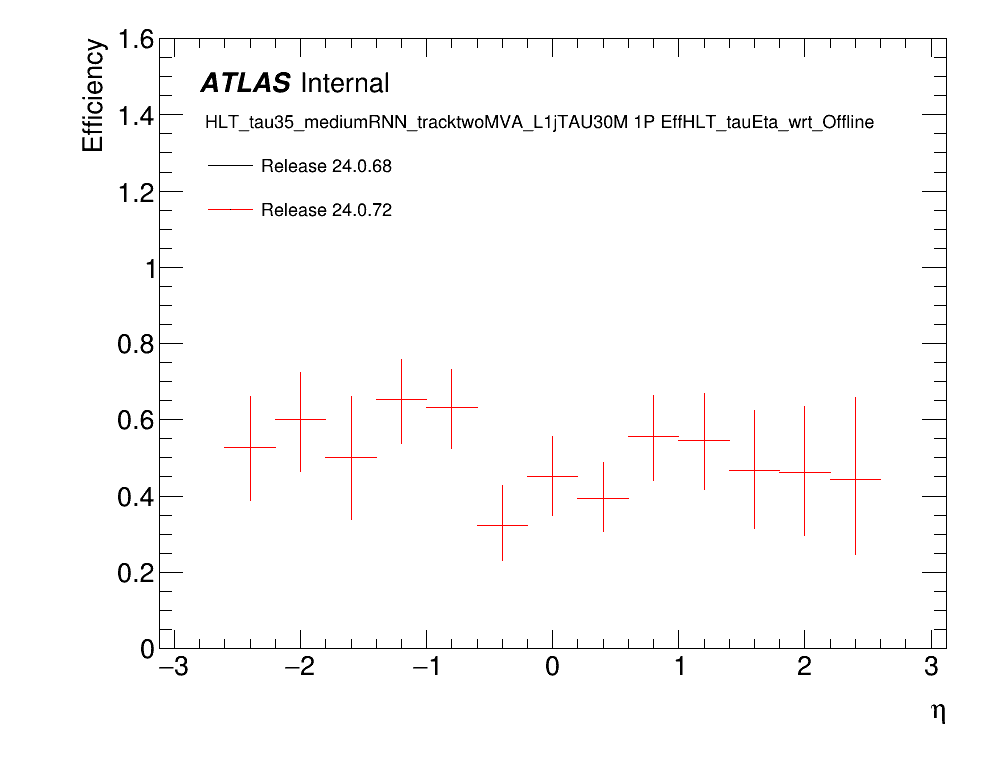 Efficiency
1.6
1.4
1.2
1
0.8
0.6
0.4
0.2
0
ATLAS Internal
HLT_tau35_mediumRNN_tracktwoMVA_L1jTAU30M 1P EffHLT_tauEta_wrt_Offline
Release 24.0.68
Release 24.0.72
−3 −2 −1 0 1 2 3
η